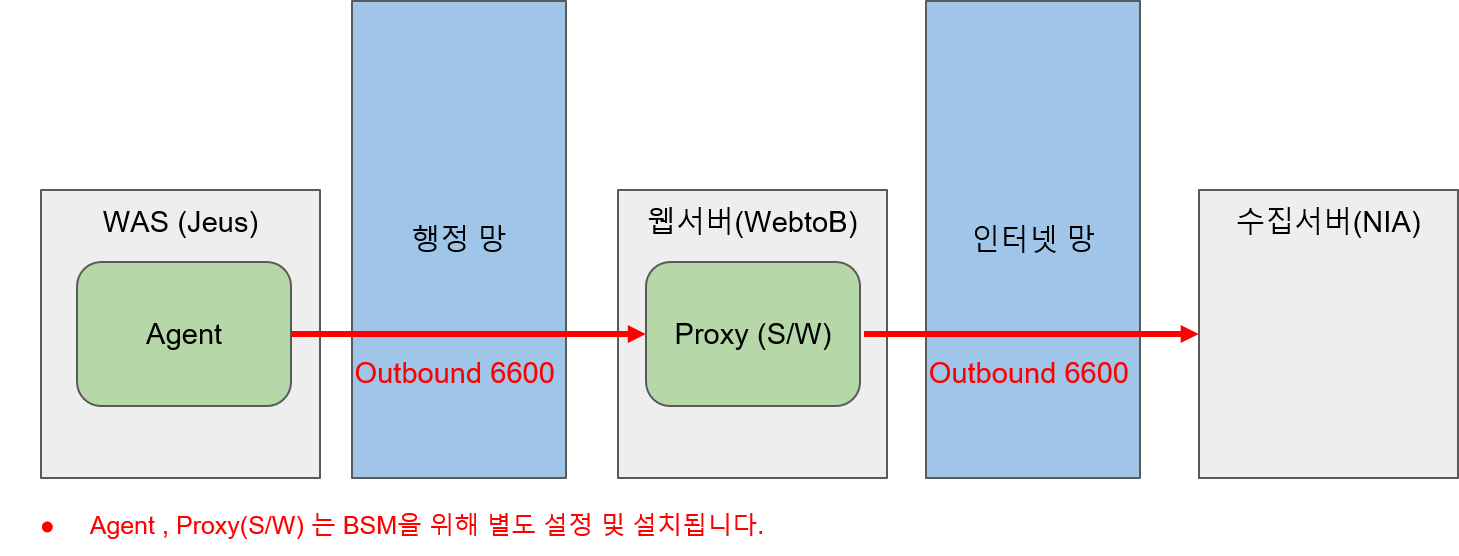 WAS (Jeus)
Agent
행정 망
Outbound 6600
웹서버(WebtoB)
Proxy (S/W)
인터넷 망
Outbound 6600
수집서버(NIA)
● Agent , Proxy(S/W) 는 BSM을 위해 별도 설정 및 설치됩니다.